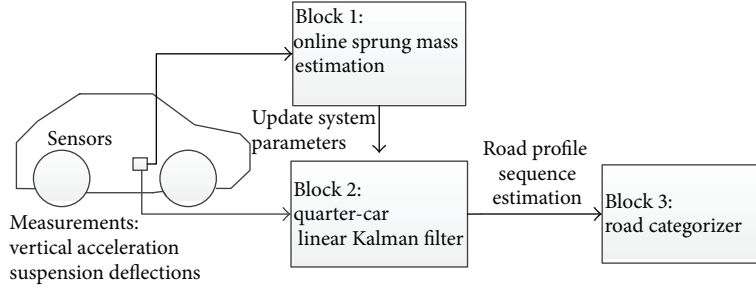 Block 1:
online sprung mass
estimation
Sensors
Update system
parameters
Measurements:
vertical acceleration
suspension deflections
Block 2:
quarter-car
linear Kalman filter
Road profile
sequence
estimation
Block 3:
road categorizer